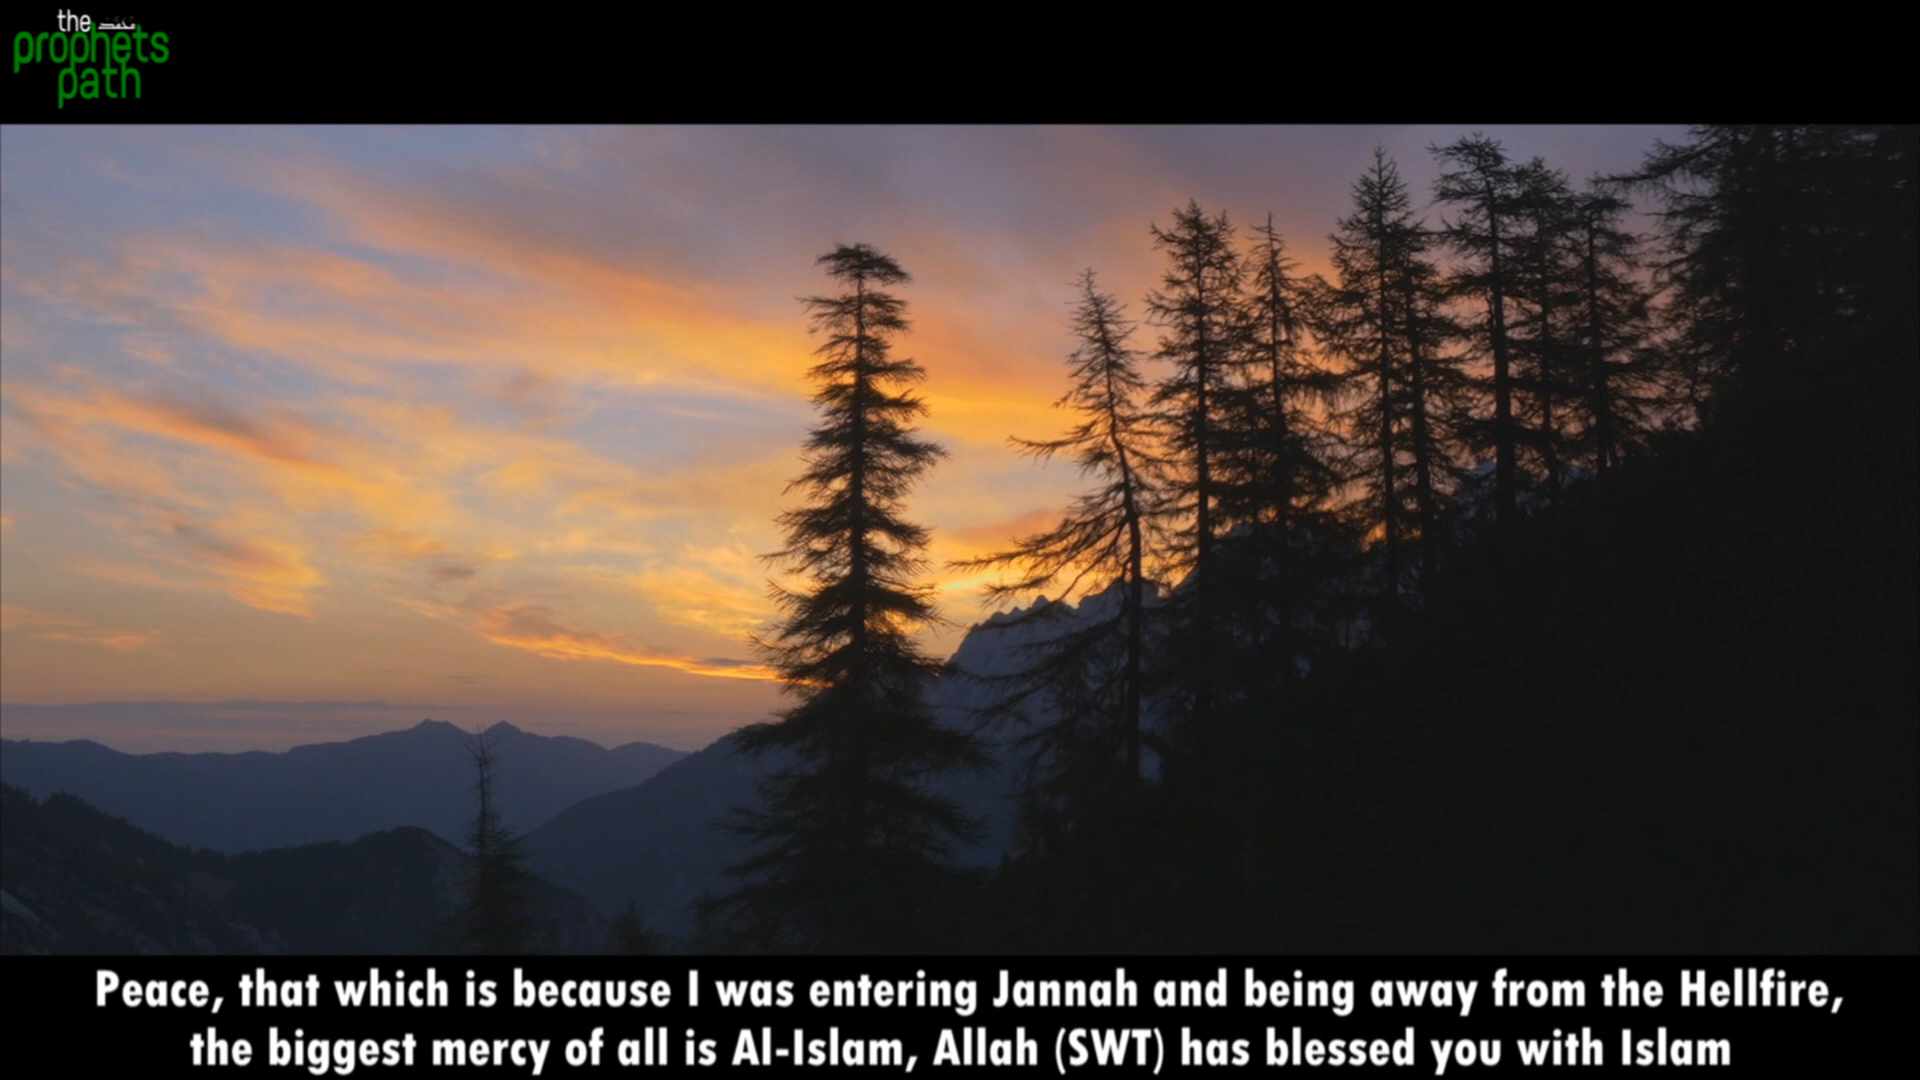 the
prophets
path
Peace, that which is because I was entering Jannah and being away from the Hellfire,
the biggest mercy of all is Al-Islam, Allah (SWT) has blessed you with Islam